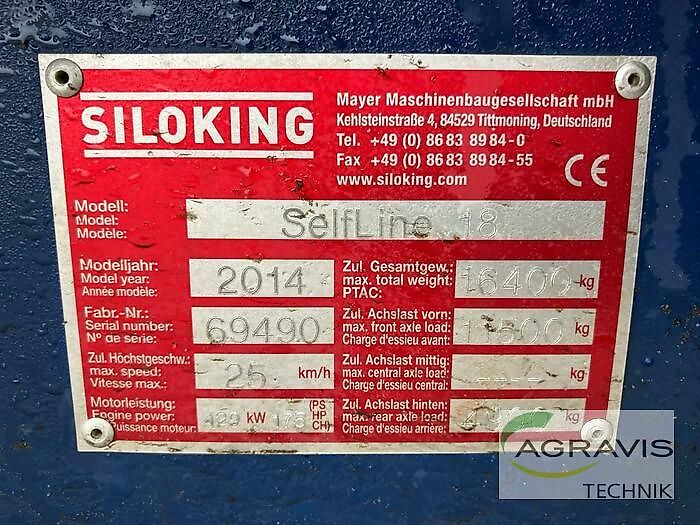 SILOKING
Mayer Maschinenbaugesellschaft mbH
Kehlsteinstraße 4, 84529 Tittmoning, Deutschland
Tel. +49 (0) 86 83 89 84-0
Fax +49 (0) 86 83 89 84-55
www.siloking.com
CE
Modell:
Model: SelfLine 18
Modèle:
Modelljahr:
Model year: 2014
Année modèle:
Zul. Gesamtgew.:
max. total weight: 16400 kg
PTAC:
Fabr.-Nr.:
Serial number: 69490
N° de serie:
Zul. Achslast vorn:
max. front axle load: kg
Charge d'essieu avant:
Zul. Höchstgeschw.:
max. speed: 25 km/h
Vitesse max.:
Zul. Achslast mittig:
max. central axle load: kg
Charge d'essieu central:
Motorleistung:
Engine power: 129 kW 175 (PS
Puissance moteur: HP
CH)
Zul. Achslast hinten:
max. rear axle load: kg
Charge d'essieu arrière:
AGRAVIS
TECHNIK